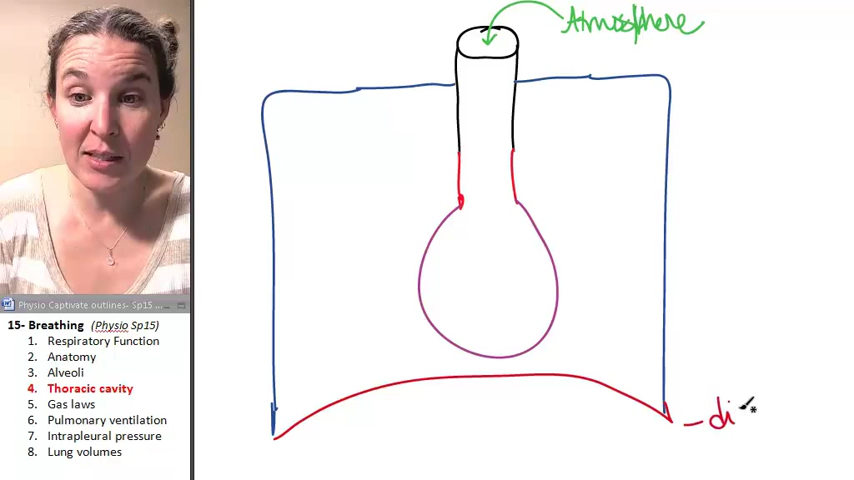 Atmosphere
Physio Captivate outlines- Sp15 ...
15- Breathing (Physio Sp15)
1. Respiratory Function
2. Anatomy
3. Alveoli
4. Thoracic cavity
5. Gas laws
6. Pulmonary ventilation
7. Intrapleural pressure
8. Lung volumes
- di